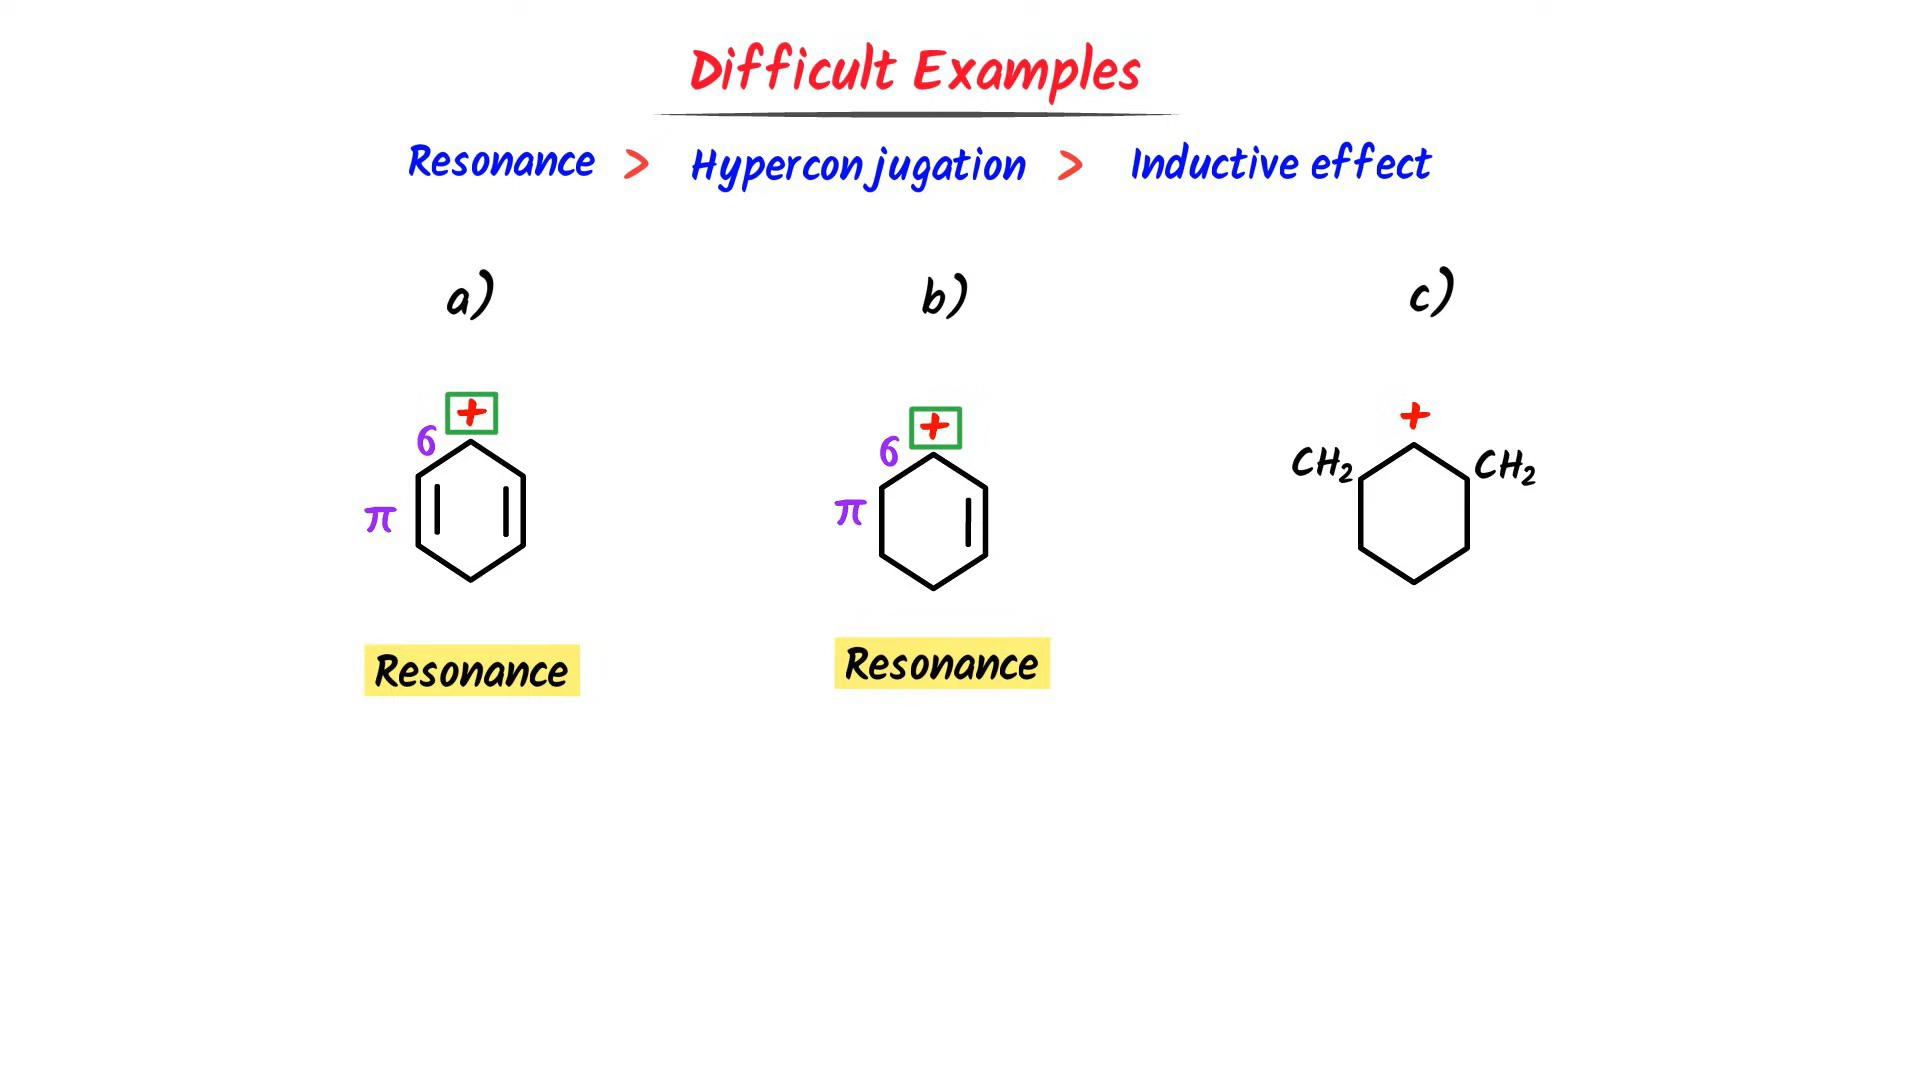 Difficult Examples
Resonance > Hyperconjugation > Inductive effect
a) b) c)
6 + 6 + +
CH₂ CH₂
π π
Resonance Resonance